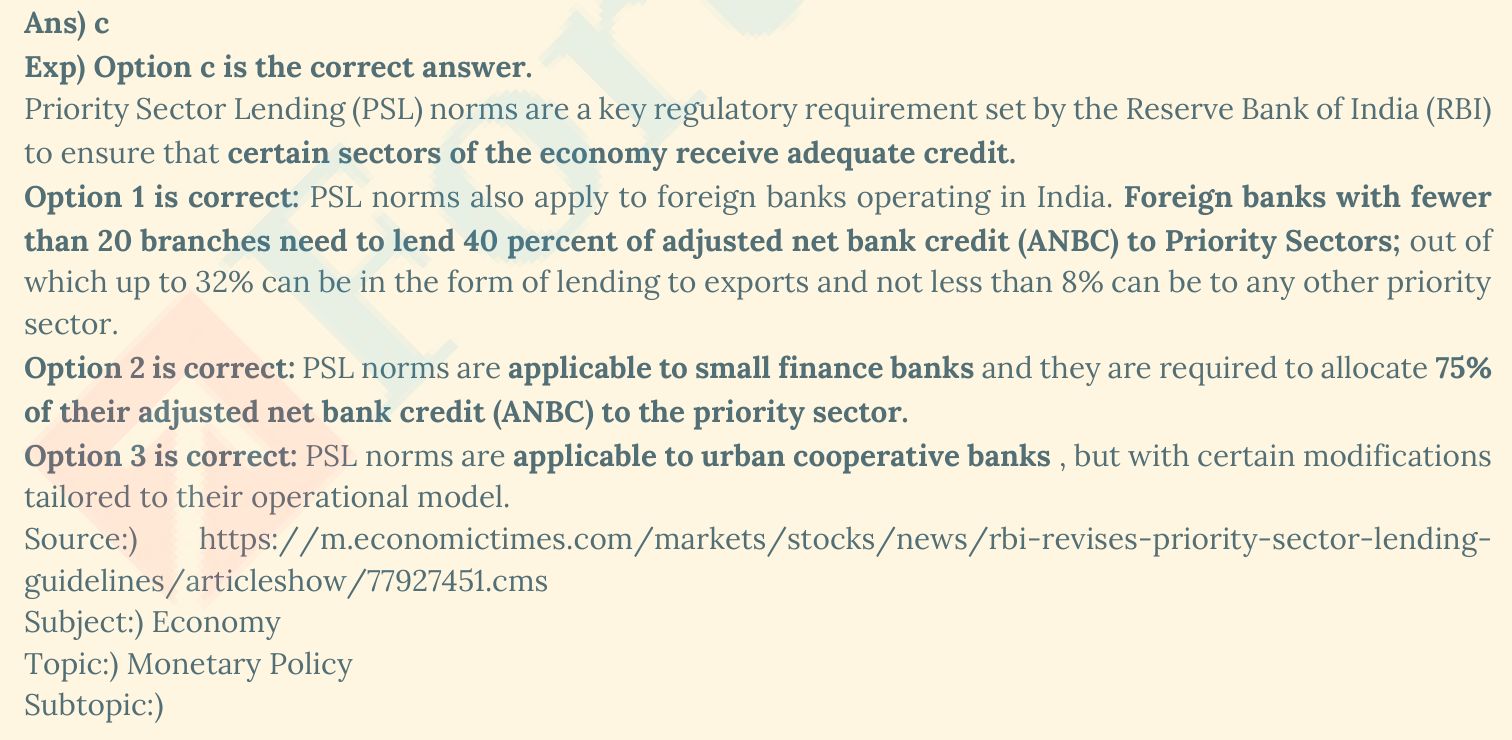 Ans) c
Exp) Option c is the correct answer.
Priority Sector Lending (PSL) norms are a key regulatory requirement set by the Reserve Bank of India (RBI)
to ensure that certain sectors of the economy receive adequate credit.
Option 1 is correct: PSL norms also apply to foreign banks operating in India. Foreign banks with fewer
than 20 branches need to lend 40 percent of adjusted net bank credit (ANBC) to Priority Sectors; out of
which up to 32% can be in the form of lending to exports and not less than 8% can be to any other priority
sector.
Option 2 is correct: PSL norms are applicable to small finance banks and they are required to allocate 75%
of their adjusted net bank credit (ANBC) to the priority sector.
Option 3 is correct: PSL norms are applicable to urban cooperative banks , but with certain modifications
tailored to their operational model.
Source:) https://m.economictimes.com/markets/stocks/news/rbi-revises-priority-sector-lending-
guidelines/articleshow/77927451.cms
Subject:) Economy
Topic:) Monetary Policy
Subtopic:)